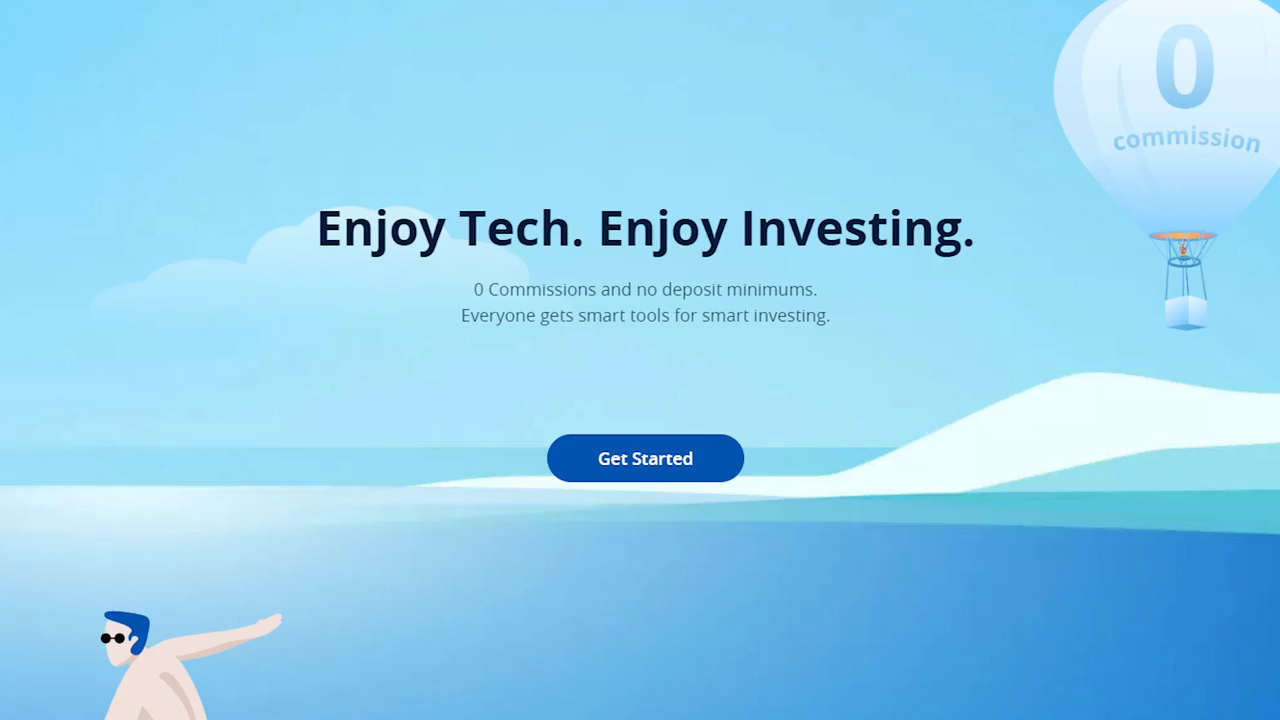 0
commission
Enjoy Tech. Enjoy Investing.
0 Commissions and no deposit minimums.
Everyone gets smart tools for smart investing.
Get Started